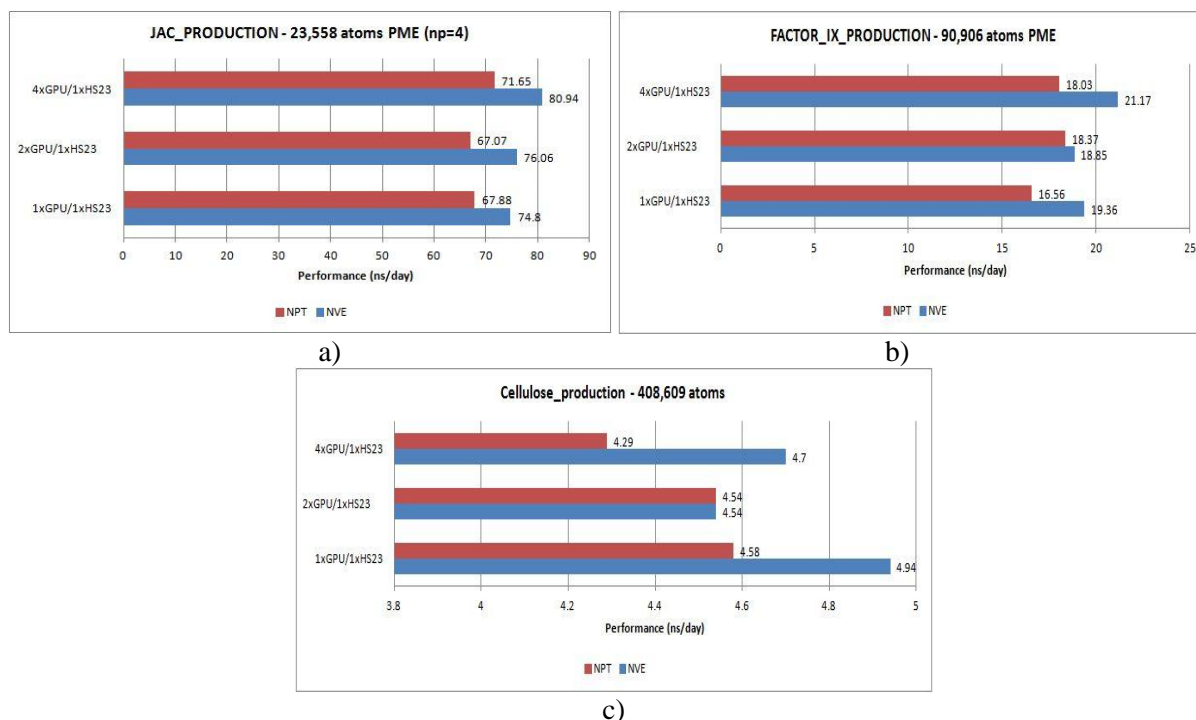 JAC_PRODUCTION - 23,558 atoms PME (np=4)
4xGPU/1xHS23
71.65
80.94
2xGPU/1xHS23
67.07
76.06
1xGPU/1xHS23
67.88
74.8
0 10 20 30 40 50 60 70 80 90
Performance (ns/day)
NPT NVE
a)
FACTOR_IX_PRODUCTION - 90,906 atoms PME
4xGPU/1xHS23
18.03
21.17
2xGPU/1xHS23
18.37
18.85
1xGPU/1xHS23
16.56
19.36
0 5 10 15 20 25
Performance (ns/day)
NPT NVE
b)
Cellulose_production - 408,609 atoms
4xGPU/1xHS23
4.29
4.7
2xGPU/1xHS23
4.54
4.54
1xGPU/1xHS23
4.58
4.94
3.8 4 4.2 4.4 4.6 4.8 5
Performance (ns/day)
NPT NVE
c)